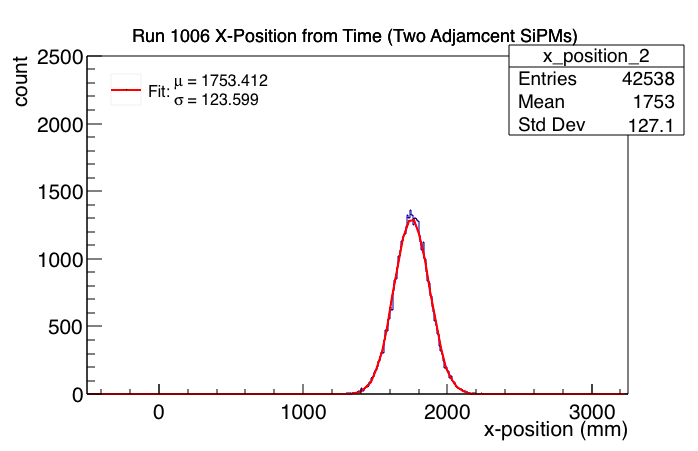 Run 1006 X-Position from Time (Two Adjamcent SiPMs)
x_position_2
Entries 42538
Mean 1753
Std Dev 127.1
count
2500
2000
1500
1000
500
0
Fit: μ = 1753.412
σ = 123.599
0 1000 2000 3000
x-position (mm)